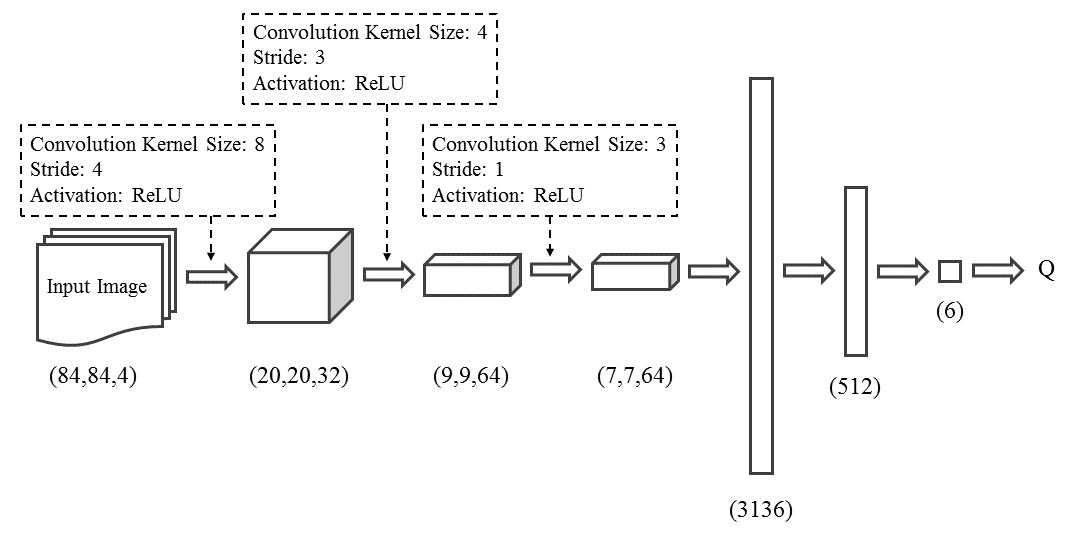 Convolution Kernel Size: 4
Stride: 3
Activation: ReLU
Convolution Kernel Size: 8
Stride: 4
Activation: ReLU
Convolution Kernel Size: 3
Stride: 1
Activation: ReLU
Input Image
Q
(6)
(84,84,4)
(20,20,32)
(9,9,64)
(7,7,64)
(512)
(3136)